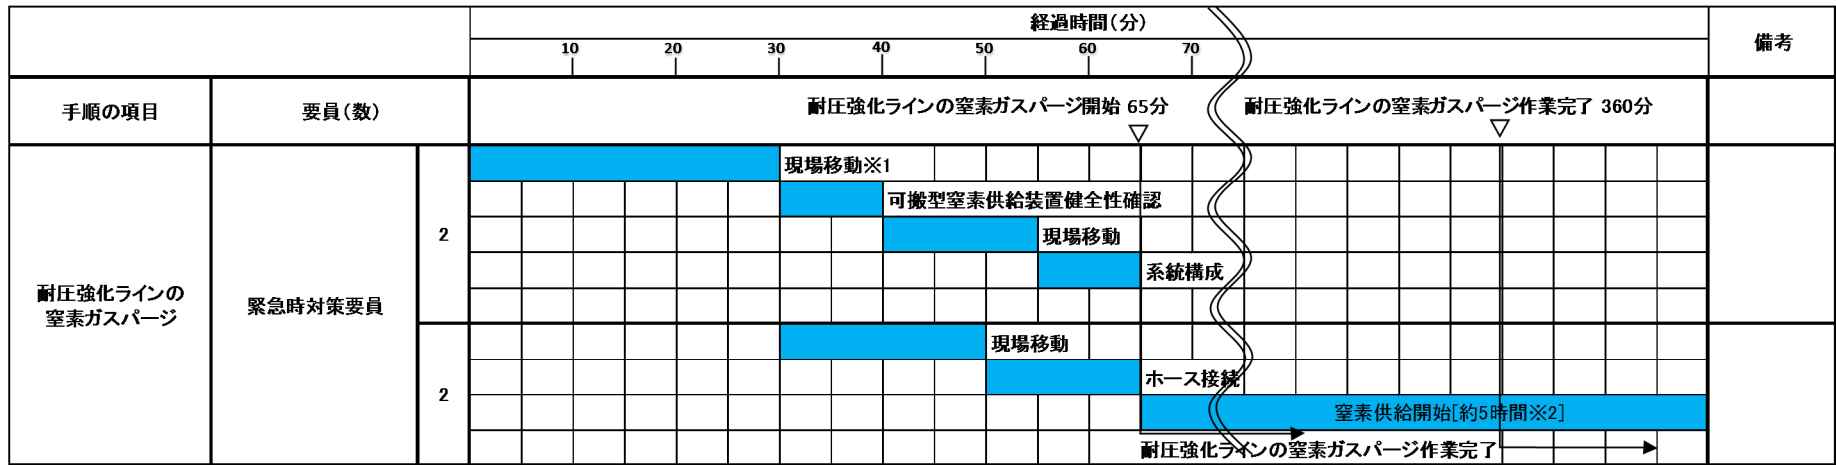 経過時間(分)
備考
10 20 30 40 50 60 70
手順の項目
要員(数)
耐圧強化ラインの窒素ガスパージ開始 65分
耐圧強化ラインの窒素ガスパージ作業完了 360分
耐圧強化ラインの
窒素ガスパージ
緊急時対策要員
2
現場移動※1
可搬型窒素供給装置健全性確認
現場移動
系統構成
2
現場移動
ホース接続
窒素供給開始[約5時間※2]
耐圧強化ラインの窒素ガスパージ作業完了